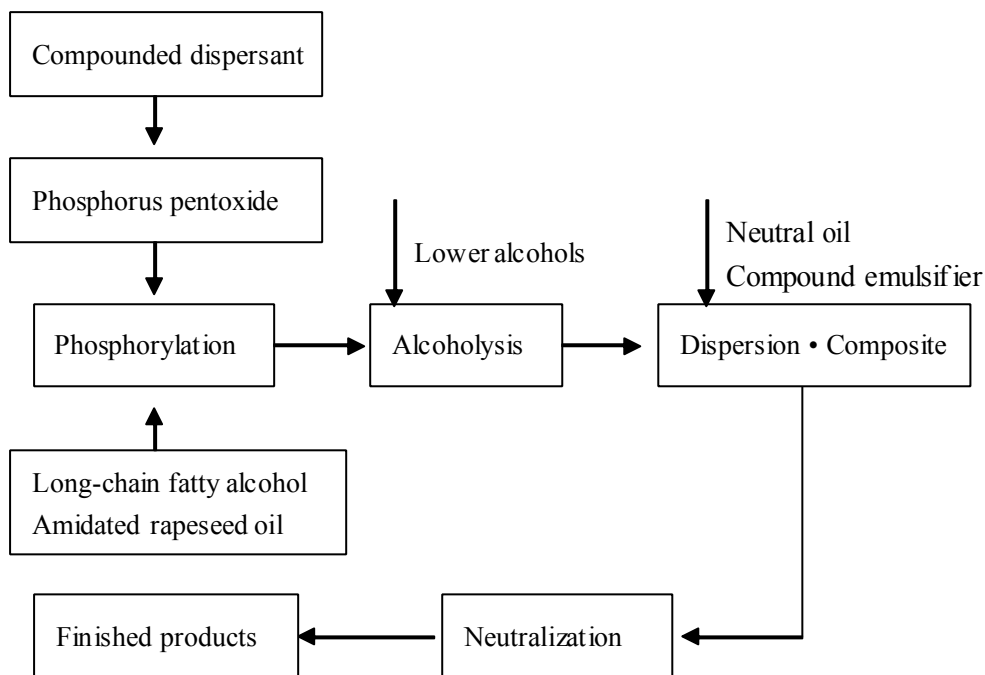 Compounded dispersant
Phosphorus pentoxide
Lower alcohols
Neutral oil
Compound emulsifier
Phosphorylation
Alcoholysis
Dispersion • Composite
Long-chain fatty alcohol
Amidated rapeseed oil
Finished products
Neutralization